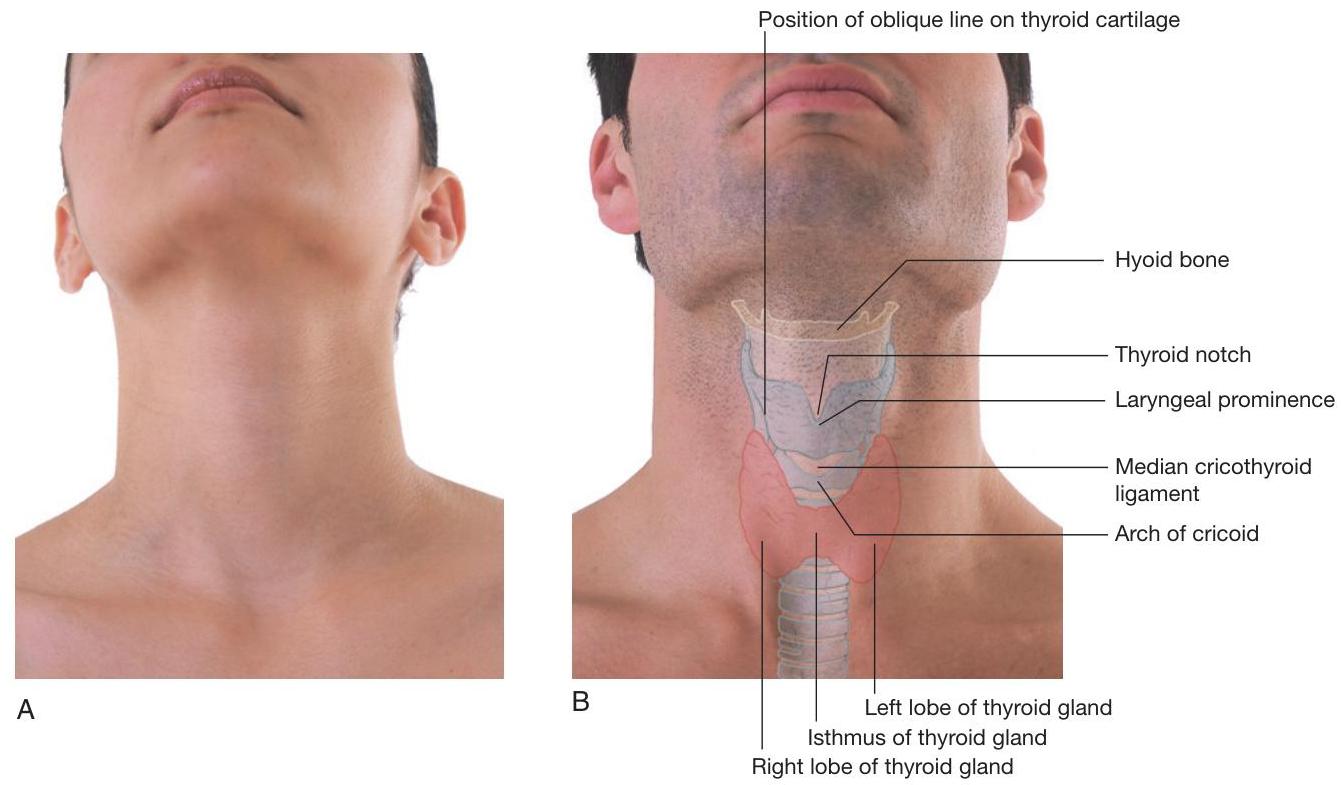 Position of oblique line on thyroid cartilage
Hyoid bone
Thyroid notch
Laryngeal prominence
Median cricothyroid
ligament
Arch of cricoid
A
B
Left lobe of thyroid gland
Isthmus of thyroid gland
Right lobe of thyroid gland